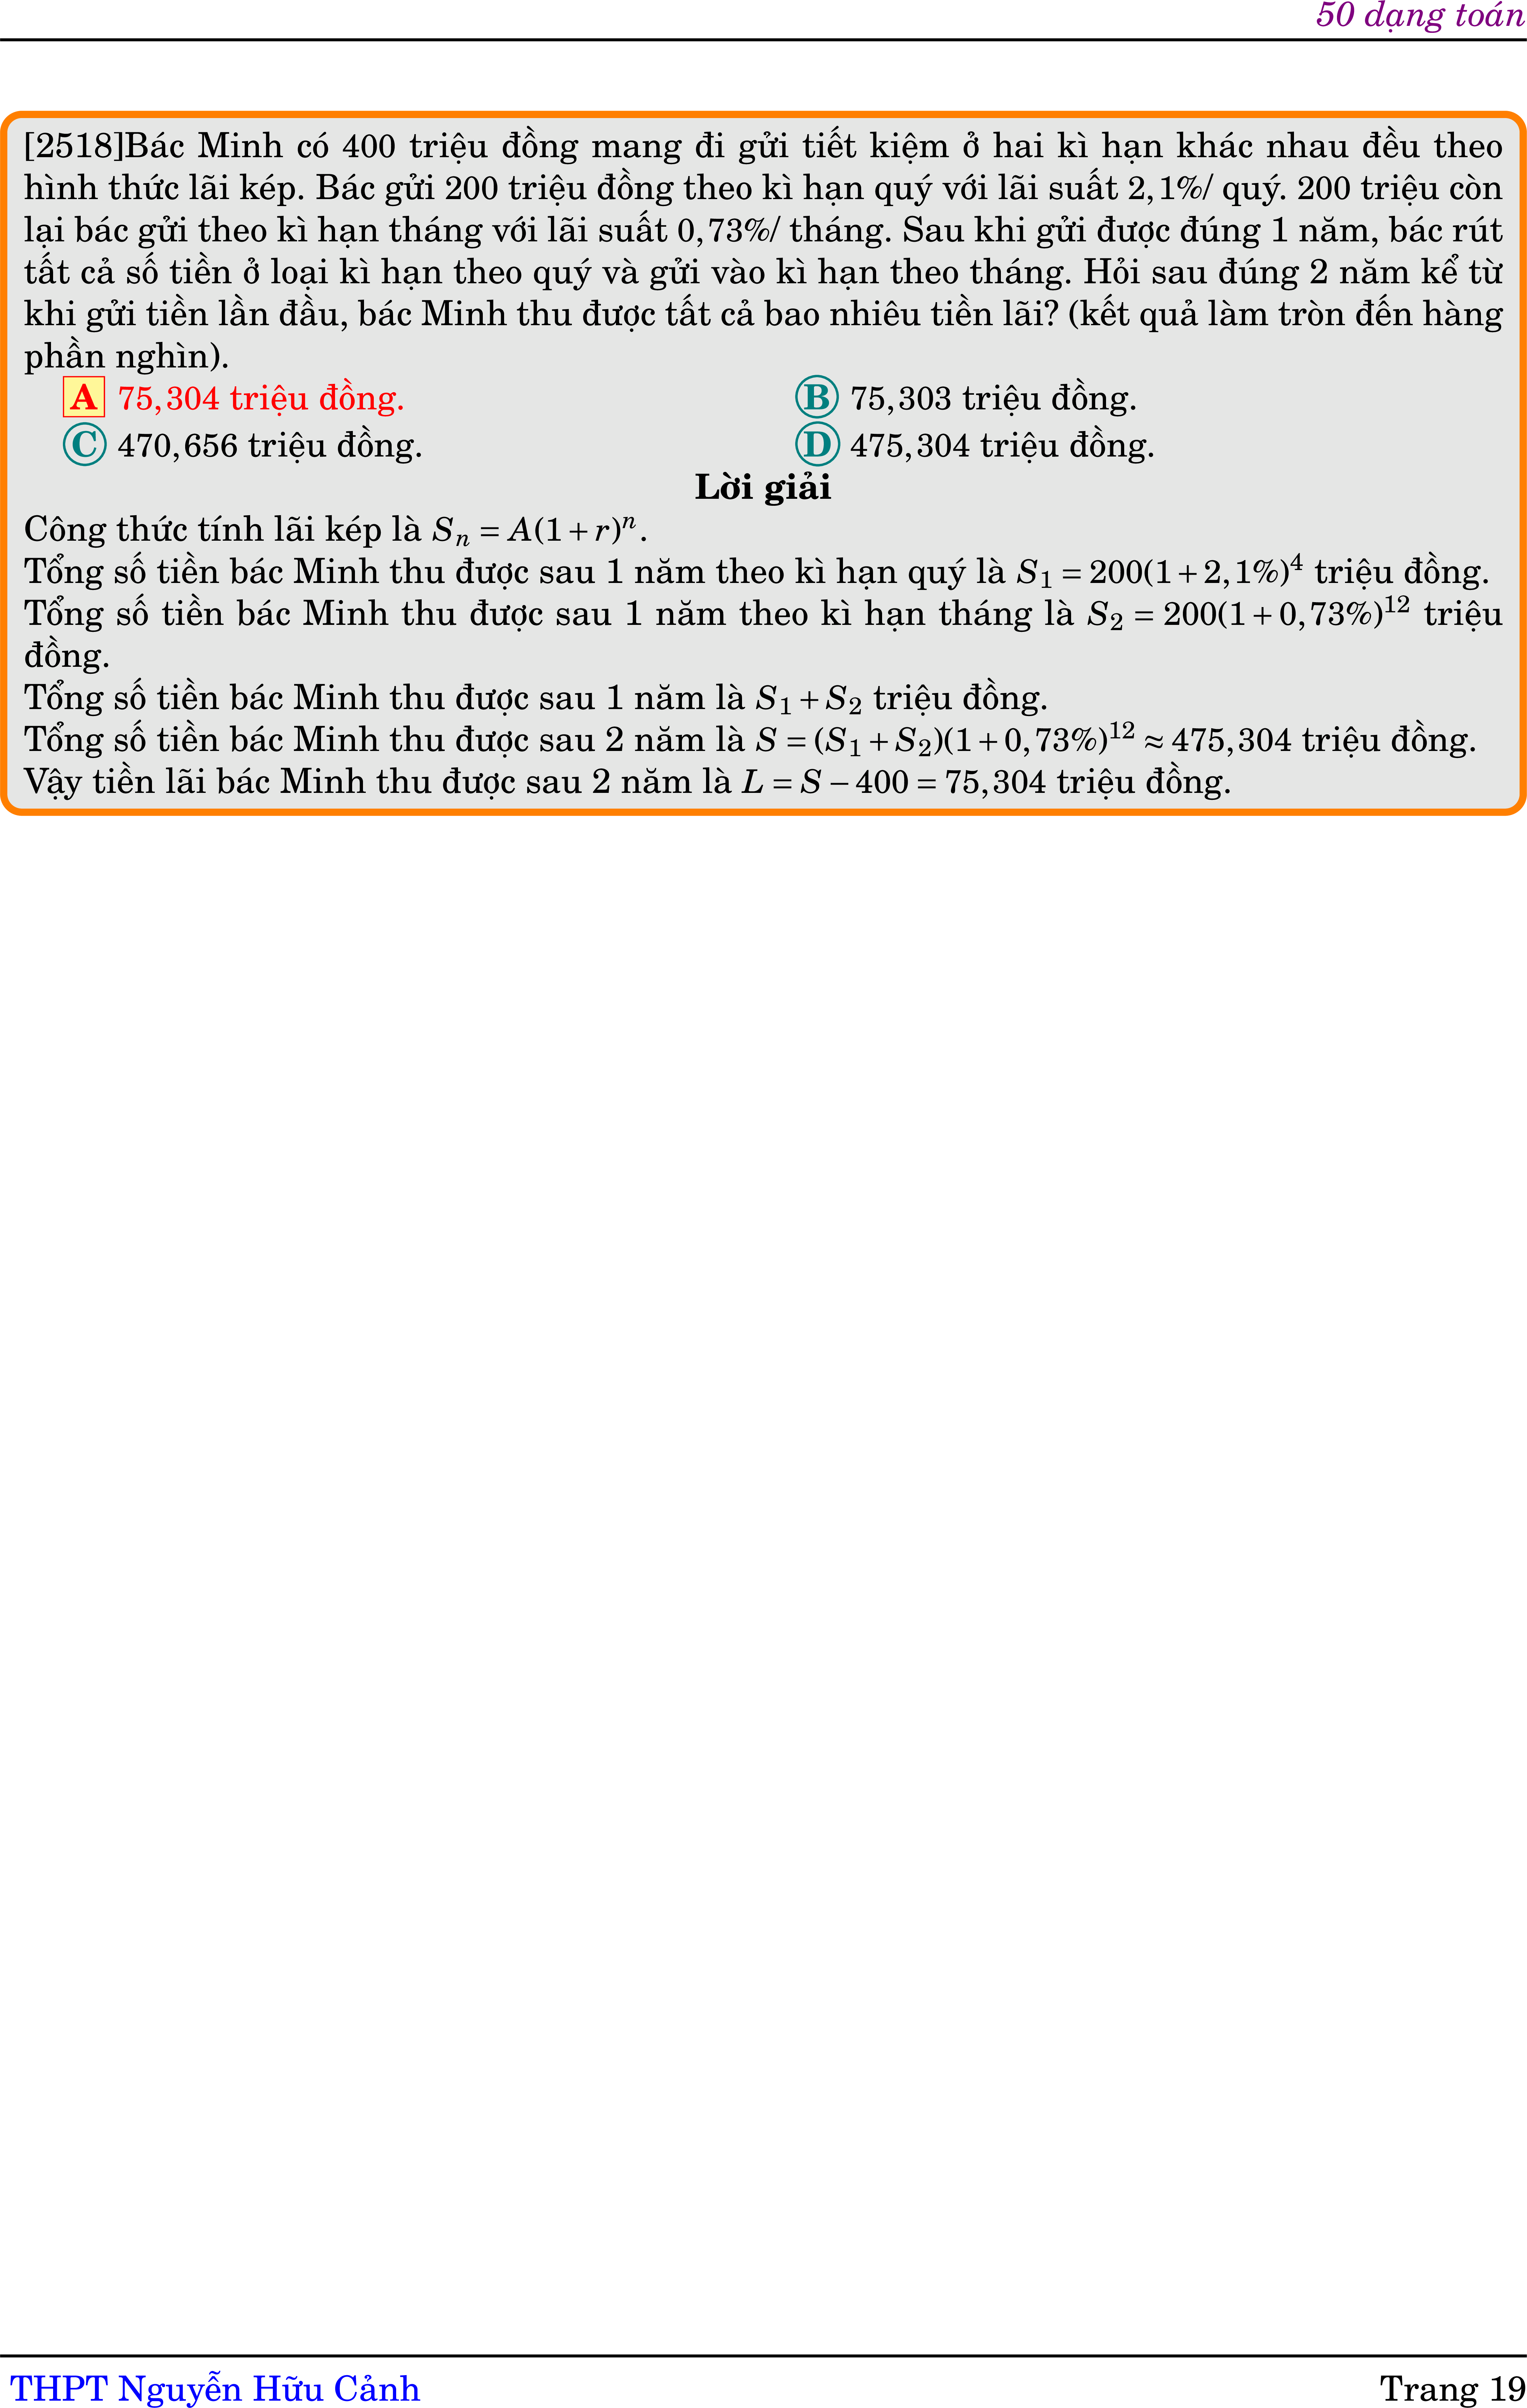 50 dạng toán
[2518]Bác Minh có 400 triệu đồng mang đi gửi tiết kiệm ở hai kì hạn khác nhau đều theo
hình thức lãi kép. Bác gửi 200 triệu đồng theo kì hạn quý với lãi suất 2,1%/ quý. 200 triệu còn
lại bác gửi theo kì hạn tháng với lãi suất 0,73%/ tháng. Sau khi gửi được đúng 1 năm, bác rút
tất cả số tiền ở loại kì hạn theo quý và gửi vào kì hạn theo tháng. Hỏi sau đúng 2 năm kể từ
khi gửi tiền lần đầu, bác Minh thu được tất cả bao nhiêu tiền lãi? (kết quả làm tròn đến hàng
phần nghìn).
A 75,304 triệu đồng. B 75,303 triệu đồng.
C 470,656 triệu đồng. D 475,304 triệu đồng.
Lời giải
Công thức tính lãi kép là $S_n = A(1+r)^n$.
Tổng số tiền bác Minh thu được sau 1 năm theo kì hạn quý là $S_1 = 200(1+2,1\%)^4$ triệu đồng.
Tổng số tiền bác Minh thu được sau 1 năm theo kì hạn tháng là $S_2 = 200(1+0,73\%)^{12}$ triệu
đồng.
Tổng số tiền bác Minh thu được sau 1 năm là $S_1+S_2$ triệu đồng.
Tổng số tiền bác Minh thu được sau 2 năm là $S = (S_1+S_2)(1+0,73\%)^{12} \approx 475,304$ triệu đồng.
Vậy tiền lãi bác Minh thu được sau 2 năm là $L = S - 400 = 75,304$ triệu đồng.
THPT Nguyễn Hữu Cảnh Trang 19